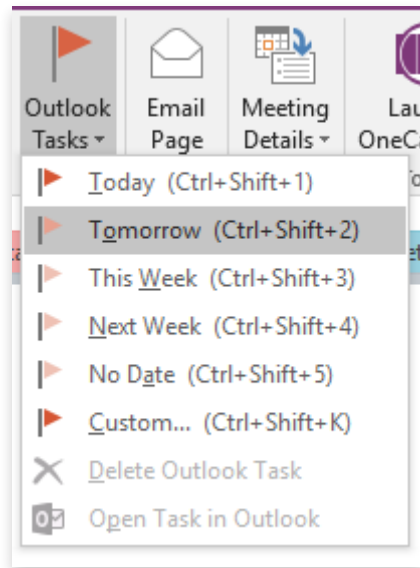 Outlook Tasks
Email Page
Meeting Details
Today (Ctrl+Shift+1)
Tomorrow (Ctrl+Shift+2)
This Week (Ctrl+Shift+3)
Next Week (Ctrl+Shift+4)
No Date (Ctrl+Shift+5)
Custom... (Ctrl+Shift+K)
Delete Outlook Task
Open Task in Outlook